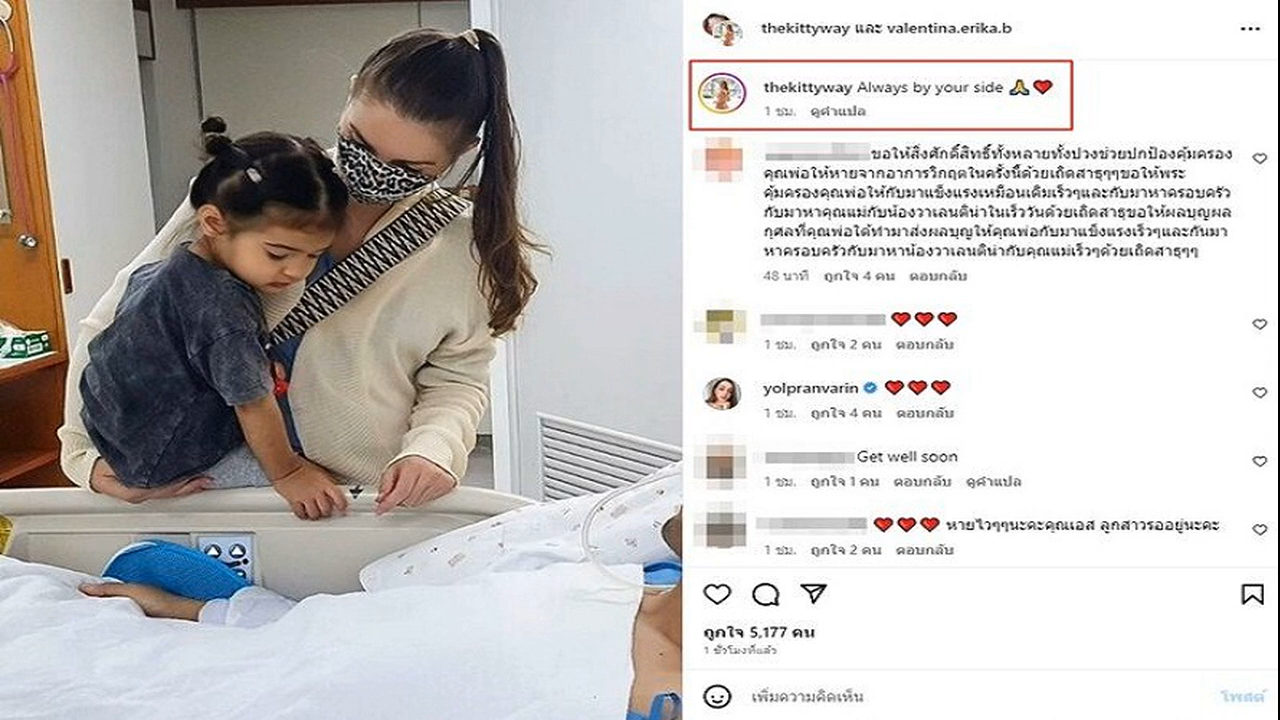 thekittyway และ valentina.erika.b
thekittyway Always by your side 🙏❤️
1 ชม. ดูคำแปล
ขอให้สิ่งศักดิ์สิทธิ์ทั้งหลายทั้งปวงช่วยปกป้องคุ้มครอง
คุณพ่อให้หายจากอาการวิกฤตในครั้งนี้ด้วยเถิดสาธุๆๆขอให้พระ
คุ้มครองคุณพ่อให้กับมาแข็งแรงเหมือนเดิมเร็วๆและกับมาหาครอบครัว
กับมาหาคุณแม่กับน้องวาเลนติน่าในเร็ววันด้วยเถิดสาธุขอให้ผลบุญผล
กุศลที่คุณพ่อได้ทำมาส่งผลบุญให้คุณพ่อกับมาแข็งแรงเร็วๆและกันมา
หาครอบครัวกับมาหาน้องวาเลนติน่ากับคุณแม่เร็วๆด้วยเถิดสาธุๆๆ
48 นาที ถูกใจ 4 คน ตอบกลับ
❤️❤️❤️
1 ชม. ถูกใจ 2 คน ตอบกลับ
yolpranvarin ❤️❤️❤️
1 ชม. ถูกใจ 4 คน ตอบกลับ
Get well soon
1 ชม. ถูกใจ 1 คน ตอบกลับ ดูคำแปล
❤️❤️❤️ หายไวๆๆนะคะคุณเอส ลูกสาวรออยู่นะคะ
1 ชม. ถูกใจ 2 คน ตอบกลับ
ถูกใจ 5,177 คน
1 ชั่วโมงที่แล้ว
เพิ่มความคิดเห็น
โพสต์